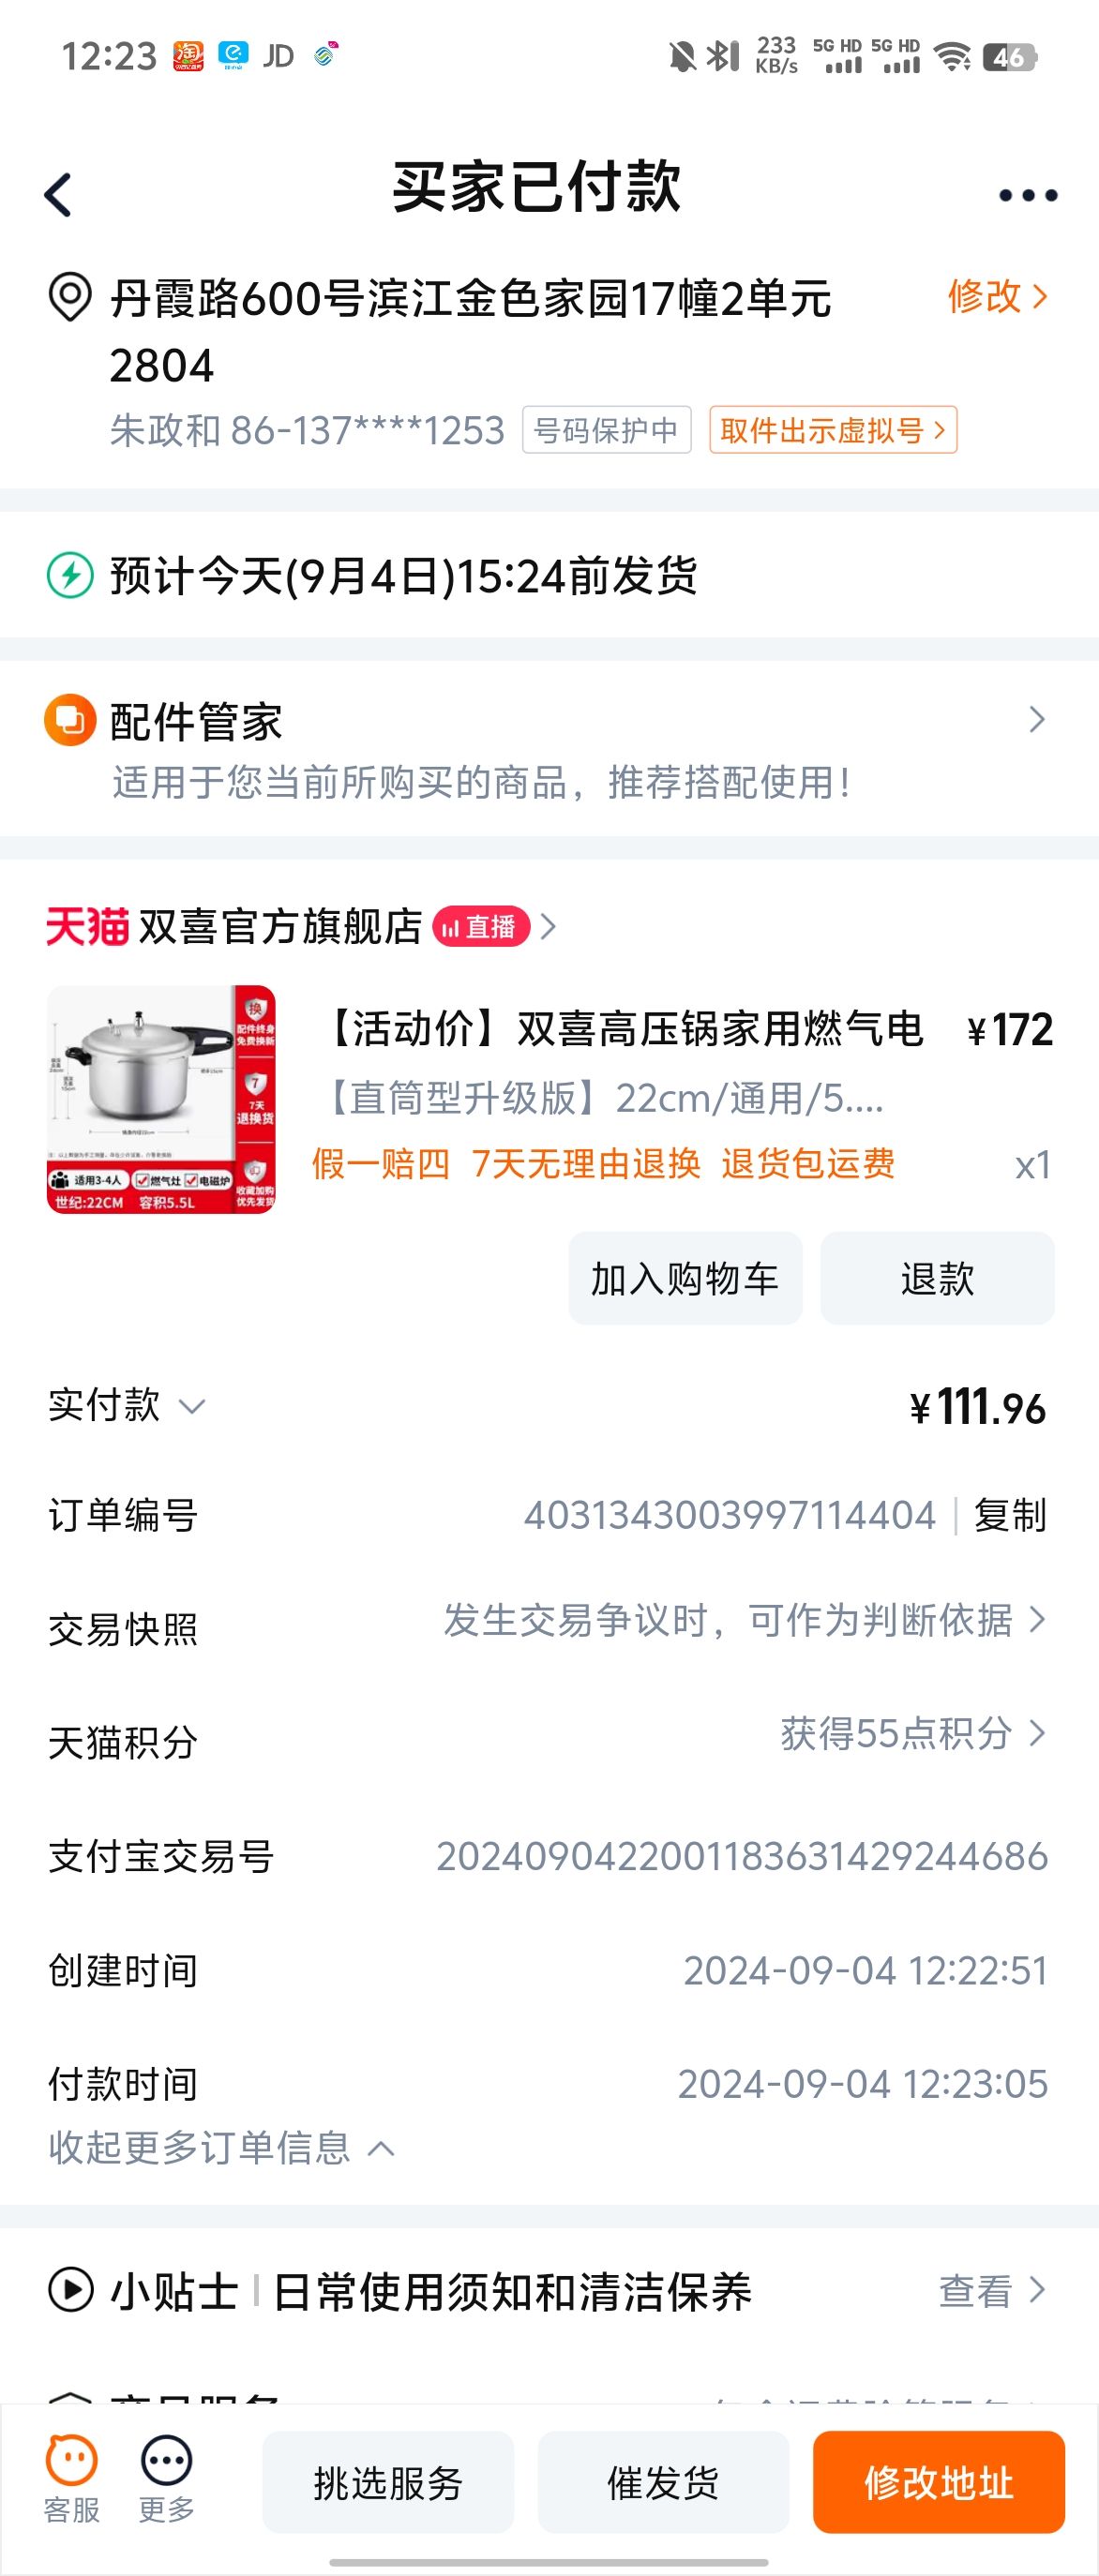 12:23 淘 JD 233 KB/s 5G HD 5G HD 46
买家已付款
丹霞路600号滨江金色家园17幢2单元 修改
2804
朱政和 86-137****1253 号码保护中 取件出示虚拟号
预计今天(9月4日)15:24前发货
配件管家
适用于您当前所购买的商品，推荐搭配使用！
天猫 双喜官方旗舰店 直播
【活动价】双喜高压锅家用燃气电 ¥172
【直筒型升级版】22cm/通用/5....
假一赔四 7天无理由退换 退货包运费 x1
换
配件终身
免费换新
7
7天
退换货
收藏加购
优先发货
适用3-4人 燃气灶 电磁炉
世纪:22CM 容积5.5L
加入购物车 退款
实付款 ¥111.96
订单编号 4031343003997114404 复制
交易快照 发生交易争议时，可作为判断依据
天猫积分 获得55点积分
支付宝交易号 2024090422001183631429244686
创建时间 2024-09-04 12:22:51
付款时间 2024-09-04 12:23:05
收起更多订单信息
小贴士 日常使用须知和清洁保养 查看
客服 更多 挑选服务 催发货 修改地址